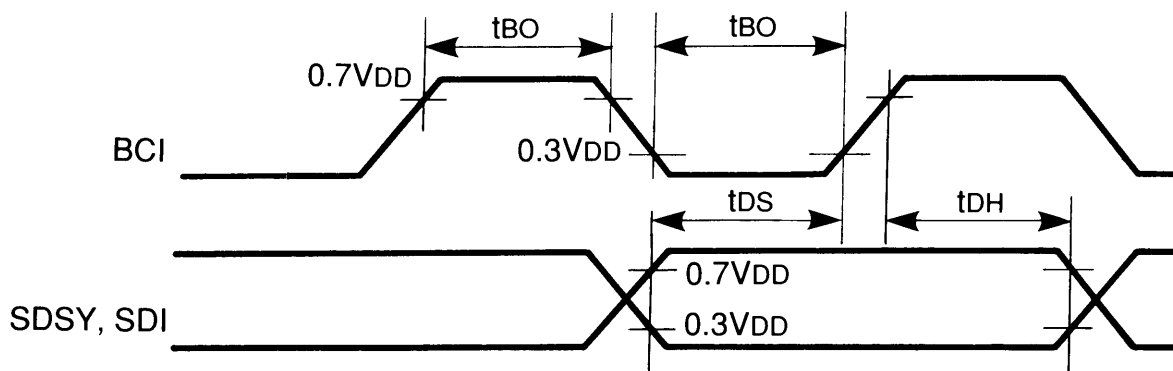 tBO tBO
0.7VDD
BCI
0.3VDD
tDS tDH
0.7VDD
SDSY, SDI
0.3VDD